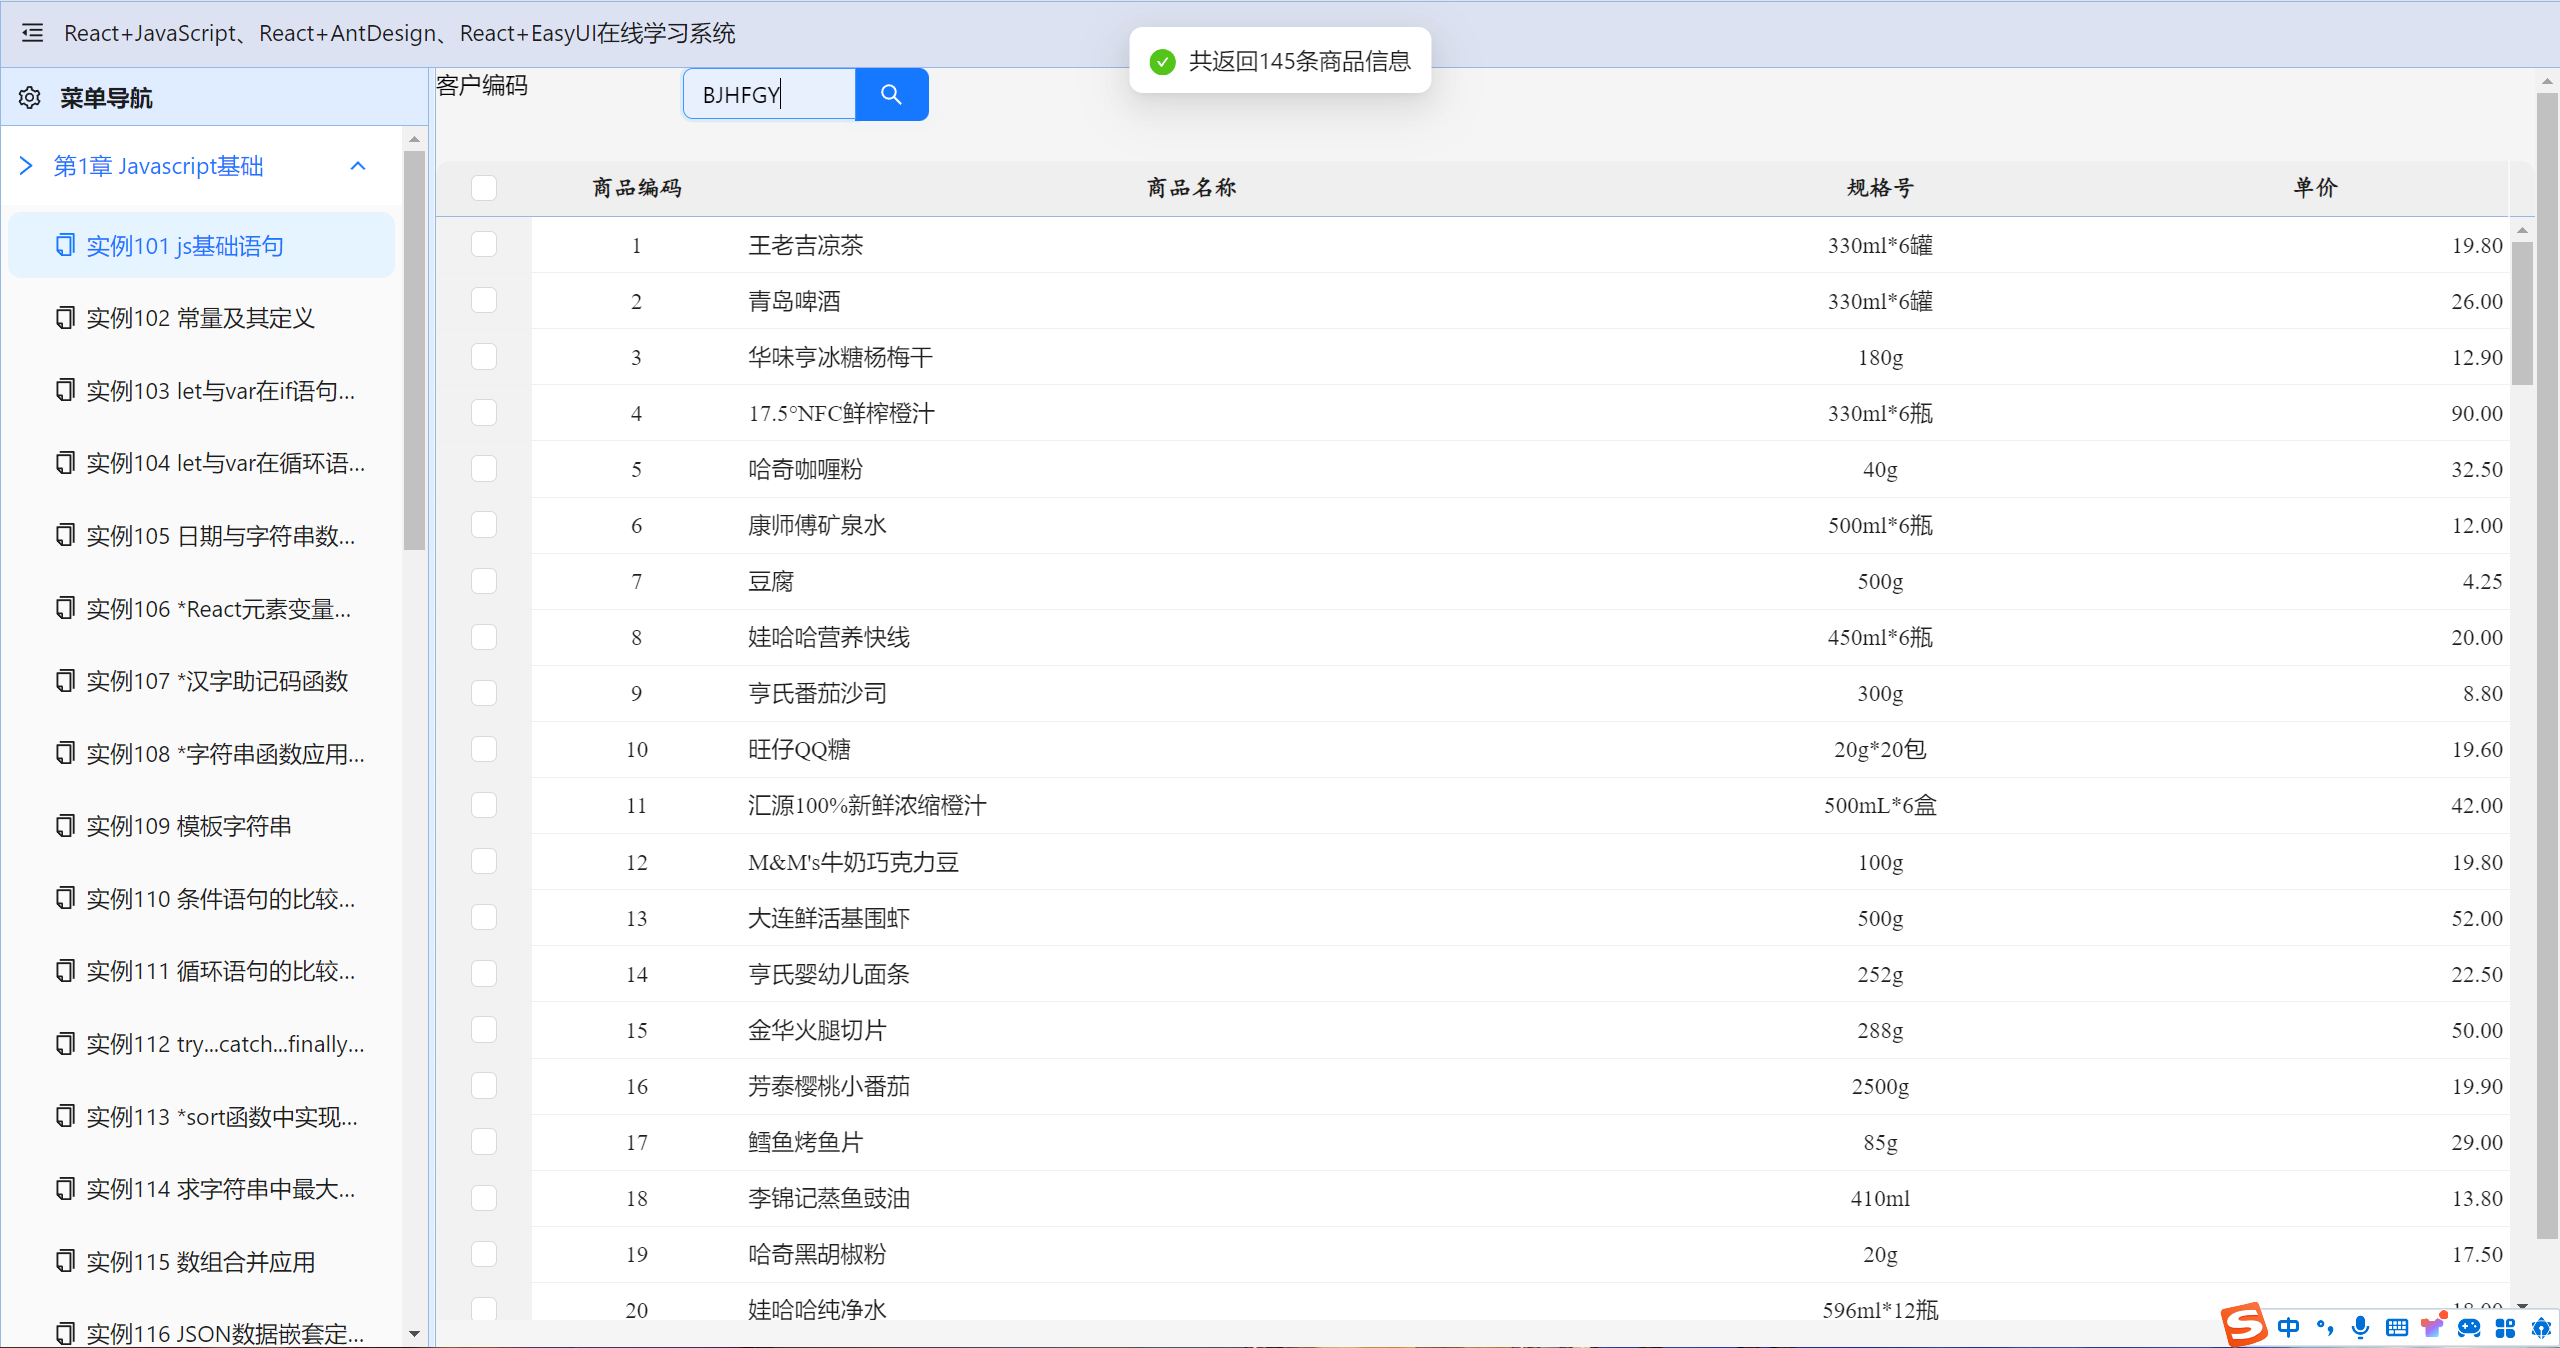 React+JavaScript、React+AntDesign、React+EasyUI在线学习系统
共返回145条商品信息
菜单导航
第1章 Javascript基础
实例101 js基础语句
实例102 常量及其定义
实例103 let与var在if语句...
实例104 let与var在循环语...
实例105 日期与字符串数...
实例106 *React元素变量...
实例107 *汉字助记码函数
实例108 *字符串函数应用...
实例109 模板字符串
实例110 条件语句的比较...
实例111 循环语句的比较...
实例112 try...catch...finally...
实例113 *sort函数中实现...
实例114 求字符串中最大...
实例115 数组合并应用
实例116 JSON数据嵌套定...
客户编码 BJHFGY
商品编码 商品名称 规格号 单价
1 王老吉凉茶 330ml*6罐 19.80
2 青岛啤酒 330ml*6罐 26.00
3 华味亨冰糖杨梅干 180g 12.90
4 17.5°NFC鲜榨橙汁 330ml*6瓶 90.00
5 哈奇咖喱粉 40g 32.50
6 康师傅矿泉水 500ml*6瓶 12.00
7 豆腐 500g 4.25
8 娃哈哈营养快线 450ml*6瓶 20.00
9 亨氏番茄沙司 300g 8.80
10 旺仔QQ糖 20g*20包 19.60
11 汇源100%新鲜浓缩橙汁 500mL*6盒 42.00
12 M&M's牛奶巧克力豆 100g 19.80
13 大连鲜活基围虾 500g 52.00
14 亨氏婴幼儿面条 252g 22.50
15 金华火腿切片 288g 50.00
16 芳泰樱桃小番茄 2500g 19.90
17 鳕鱼烤鱼片 85g 29.00
18 李锦记蒸鱼豉油 410ml 13.80
19 哈奇黑胡椒粉 20g 17.50
20 娃哈哈纯净水 596ml*12瓶
中